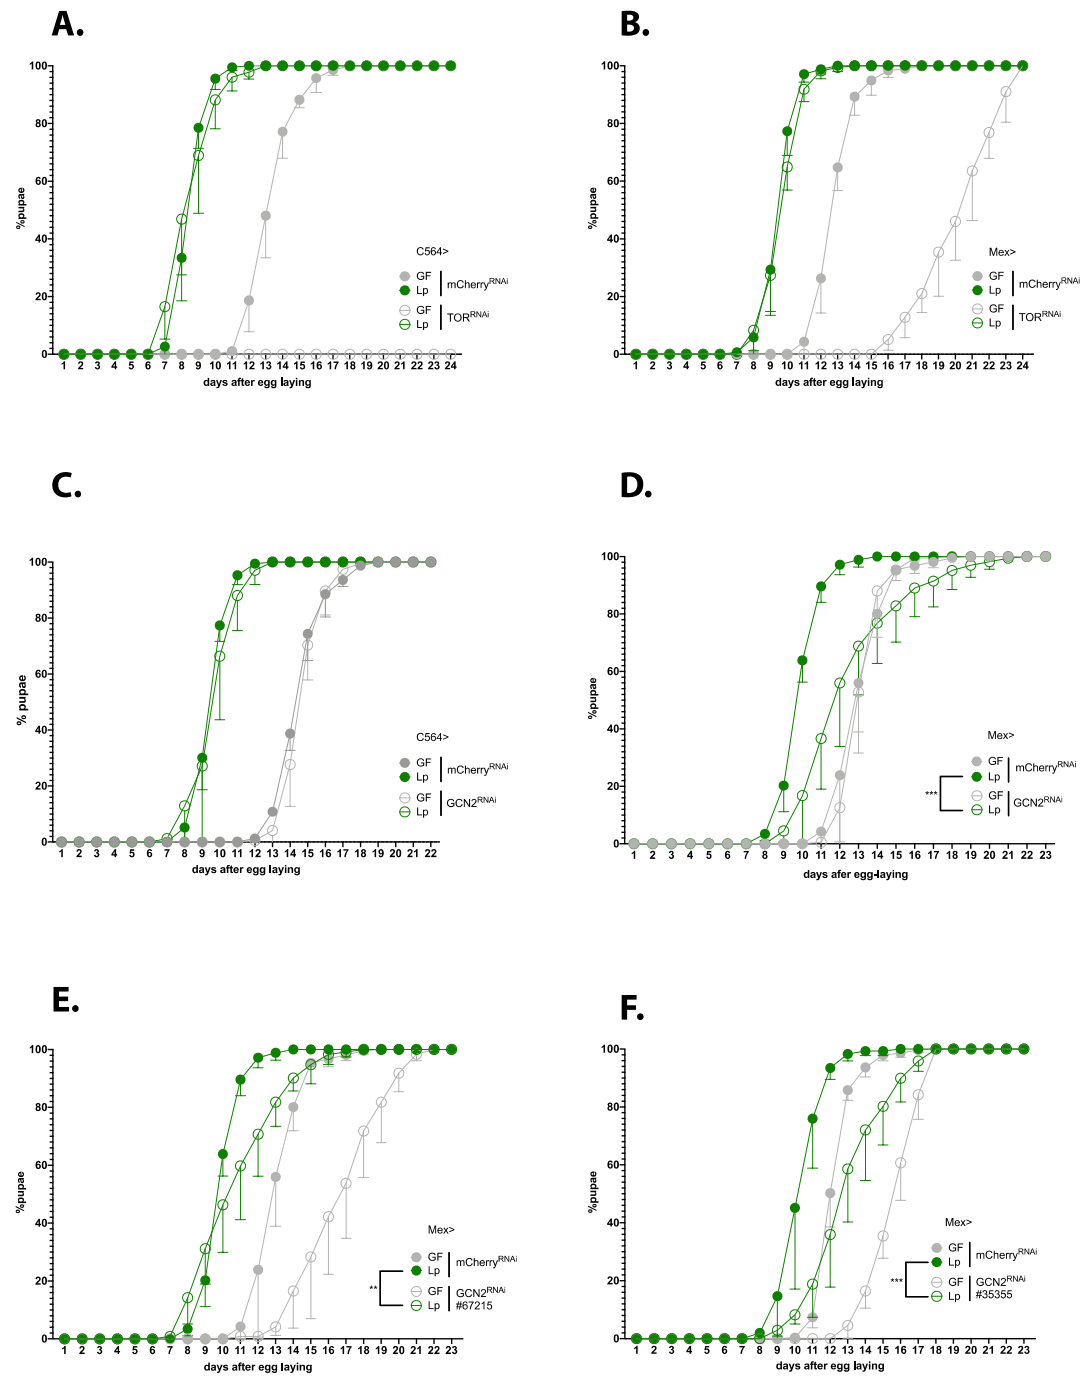 A.
100
80
60
40
20
0
%pupae
1 2 3 4 5 6 7 8 9 10 11 12 13 14 15 16 17 18 19 20 21 22 23 24
days after egg laying
C564>
GF
Lp
mCherryRNAi
GF
Lp
TORRNAi
B.
100
80
60
40
20
0
%pupae
1 2 3 4 5 6 7 8 9 10 11 12 13 14 15 16 17 18 19 20 21 22 23 24
days after egg laying
Mex>
GF
Lp
mCherryRNAi
GF
Lp
TORRNAi
C.
100
80
60
40
20
0
% pupae
1 2 3 4 5 6 7 8 9 10 11 12 13 14 15 16 17 18 19 20 21 22
days after egg laying
C564>
GF
Lp
mCherryRNAi
GF
Lp
GCN2RNAi
D.
100
80
60
40
20
0
%pupae
1 2 3 4 5 6 7 8 9 10 11 12 13 14 15 16 17 18 19 20 21 22 23
days afer egg-laying
Mex>
GF
Lp
mCherryRNAi
***
GF
Lp
GCN2RNAi
E.
100
80
60
40
20
0
%pupae
1 2 3 4 5 6 7 8 9 10 11 12 13 14 15 16 17 18 19 20 21 22 23
days after egg laying
Mex>
GF
Lp
mCherryRNAi
**
GF
Lp
GCN2RNAi
#67215
F.
100
80
60
40
20
0
%pupae
1 2 3 4 5 6 7 8 9 10 11 12 13 14 15 16 17 18 19 20 21 22 23
days after egg laying
Mex>
GF
Lp
mCherryRNAi
***
GF
Lp
GCN2RNAi
#35355